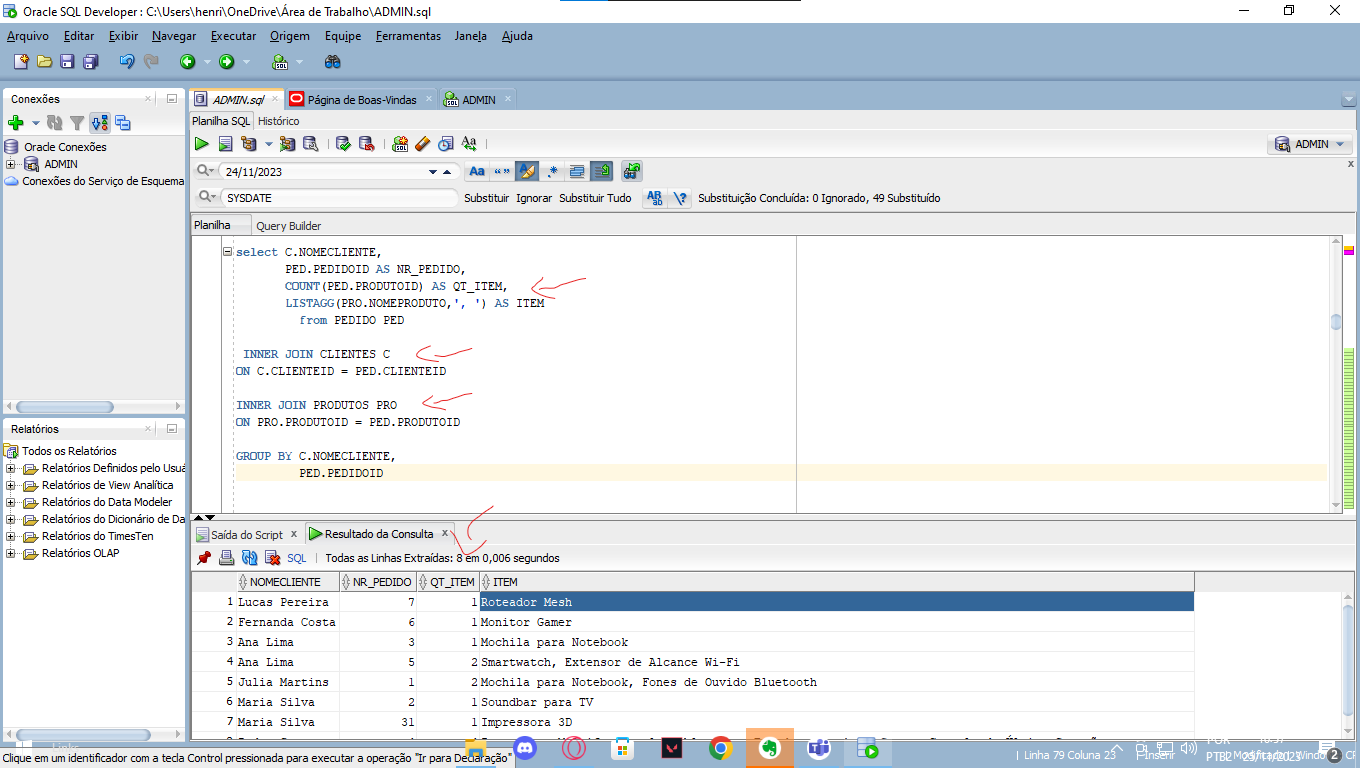 Oracle SQL Developer : C:\Users\henri\OneDrive\Área de Trabalho\ADMIN.sql
Arquivo Editar Exibir Navegar Executar Origem Equipe Ferramentas Janela Ajuda
Conexões
Oracle Conexões
ADMIN
Conexões do Serviço de Esquema
ADMIN.sql Página de Boas-Vindas ADMIN
Planilha SQL Histórico
ADMIN
24/11/2023
SYSDATE Substituir Ignorar Substituir Tudo Substituição Concluída: 0 Ignorado, 49 Substituído
Planilha Query Builder
select C.NOMECLIENTE,
PED.PEDIDOID AS NR_PEDIDO,
COUNT(PED.PRODUTOID) AS QT_ITEM,
LISTAGG(PRO.NOMEPRODUTO,', ') AS ITEM
from PEDIDO PED
INNER JOIN CLIENTES C
ON C.CLIENTEID = PED.CLIENTEID
INNER JOIN PRODUTOS PRO
ON PRO.PRODUTOID = PED.PRODUTOID
GROUP BY C.NOMECLIENTE,
PED.PEDIDOID
Relatórios
Todos os Relatórios
Relatórios Definidos pelo Usuá
Relatórios de View Analítica
Relatórios do Data Modeler
Relatórios do Dicionário de Da
Relatórios do TimesTen
Relatórios OLAP
Saída do Script Resultado da Consulta
SQL Todas as Linhas Extraídas: 8 em 0,006 segundos
NOMECLIENTE NR_PEDIDO QT_ITEM ITEM
1 Lucas Pereira 7 1 Roteador Mesh
2 Fernanda Costa 6 1 Monitor Gamer
3 Ana Lima 3 1 Mochila para Notebook
4 Ana Lima 5 2 Smartwatch, Extensor de Alcance Wi-Fi
5 Julia Martins 1 2 Mochila para Notebook, Fones de Ouvido Bluetooth
6 Maria Silva 2 1 Soundbar para TV
7 Maria Silva 31 1 Impressora 3D
Links
Clique em um identificador com a tecla Control pressionada para executar a operação "Ir para Declaração"
Linha 79 Coluna 23 Inserir
PTB2 25/11/2023
2